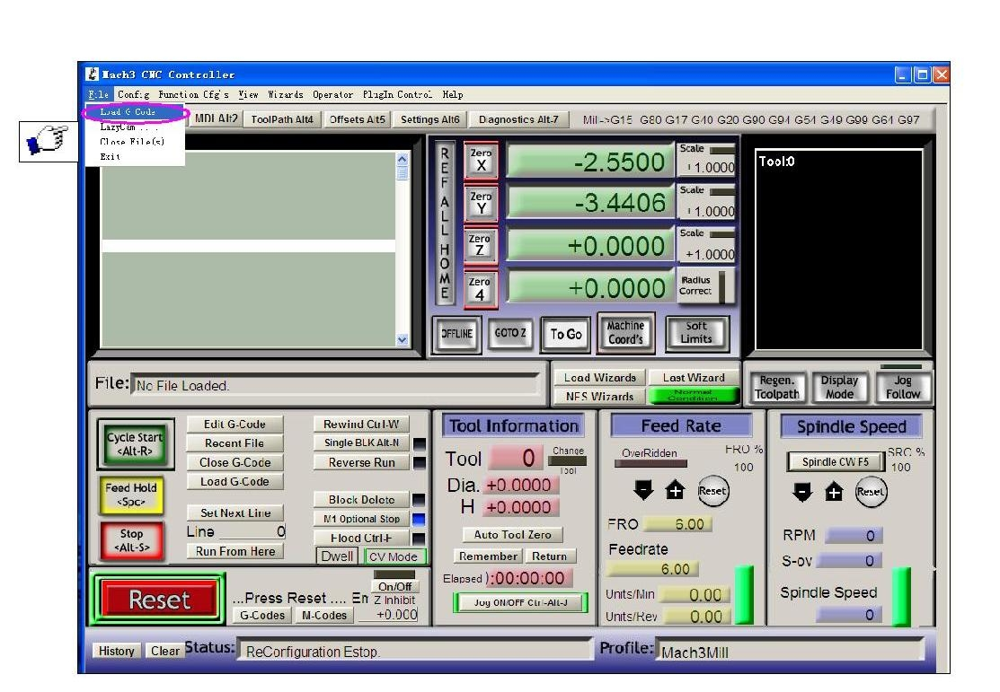 Mach3 CNC Controller
File Config Function Cfg's View Wizards Operator PlugIn Control Help
Load G-Code
LazyCam ....
Close File(s)
Exit
MDI Alt2 ToolPath Alt4 Offsets Alt5 Settings Alt6 Diagnostics Alt-7 Mill->G15 G80 G17 G40 G20 G90 G94 G54 G49 G99 G64 G97
REF ALL HOME
Zero X -2.5500 Scale +1.0000
Zero Y -3.4406 Scale +1.0000
Zero Z +0.0000 Scale +1.0000
Zero 4 +0.0000 Radius Correct
Tool:0
OFFLINE GOTO Z To Go Machine Coord's Soft Limits
File: No File Loaded.
Load Wizards Last Wizard
NFS Wizards Normal Condition
Regen. Toolpath Display Mode Jog Follow
Cycle Start <Alt-R>
Feed Hold <Spc>
Stop <Alt-S>
Edit G-Code
Recent File
Close G-Code
Load G-Code
Set Next Line
Line 0
Run From Here
Rewind Ctrl-W
Single BLK Alt-N
Reverse Run
Block Delete
M1 Optional Stop
Flood Ctrl-F
Dwell CV Mode
Reset
...Press Reset .... Em
G-Codes M-Codes
On/Off
Z Inhibit
+0.000
Tool Information
Tool 0 Change Tool
Dia. +0.0000
H +0.0000
Auto Tool Zero
Remember Return
Elapsed ):00:00:00
Jog ON/OFF Ctrl-Alt-J
Feed Rate
OverRidden FRO %
100
Reset
FRO 6.00
Feedrate
6.00
Units/Min 0.00
Units/Rev 0.00
Spindle Speed
Spindle CW F5 SRO %
100
Reset
RPM 0
S-ov 0
Spindle Speed
0
History Clear Status: ReConfiguration Estop. Profile: Mach3Mill